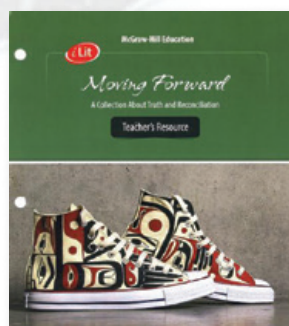 McGraw-Hill Education
iLit
Moving Forward
A Collection About Truth and Reconciliation
Teacher's Resource